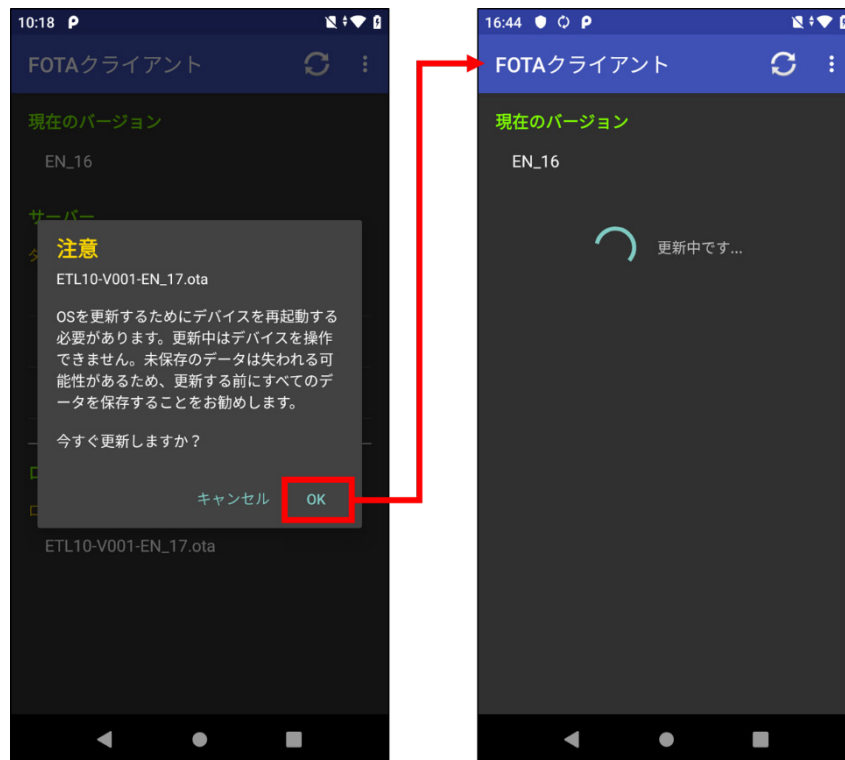 10:18
FOTAクライアント
現在のバージョン
EN_16
サーバー
注意
ETL10-V001-EN_17.ota
OSを更新するためにデバイスを再起動する
必要があります。更新中はデバイスを操作
できません。未保存のデータは失われる可
能性があるため、更新する前にすべてのデ
ータを保存することをお勧めします。
今すぐ更新しますか？
キャンセル
OK
ETL10-V001-EN_17.ota
16:44
FOTAクライアント
現在のバージョン
EN_16
更新中です...